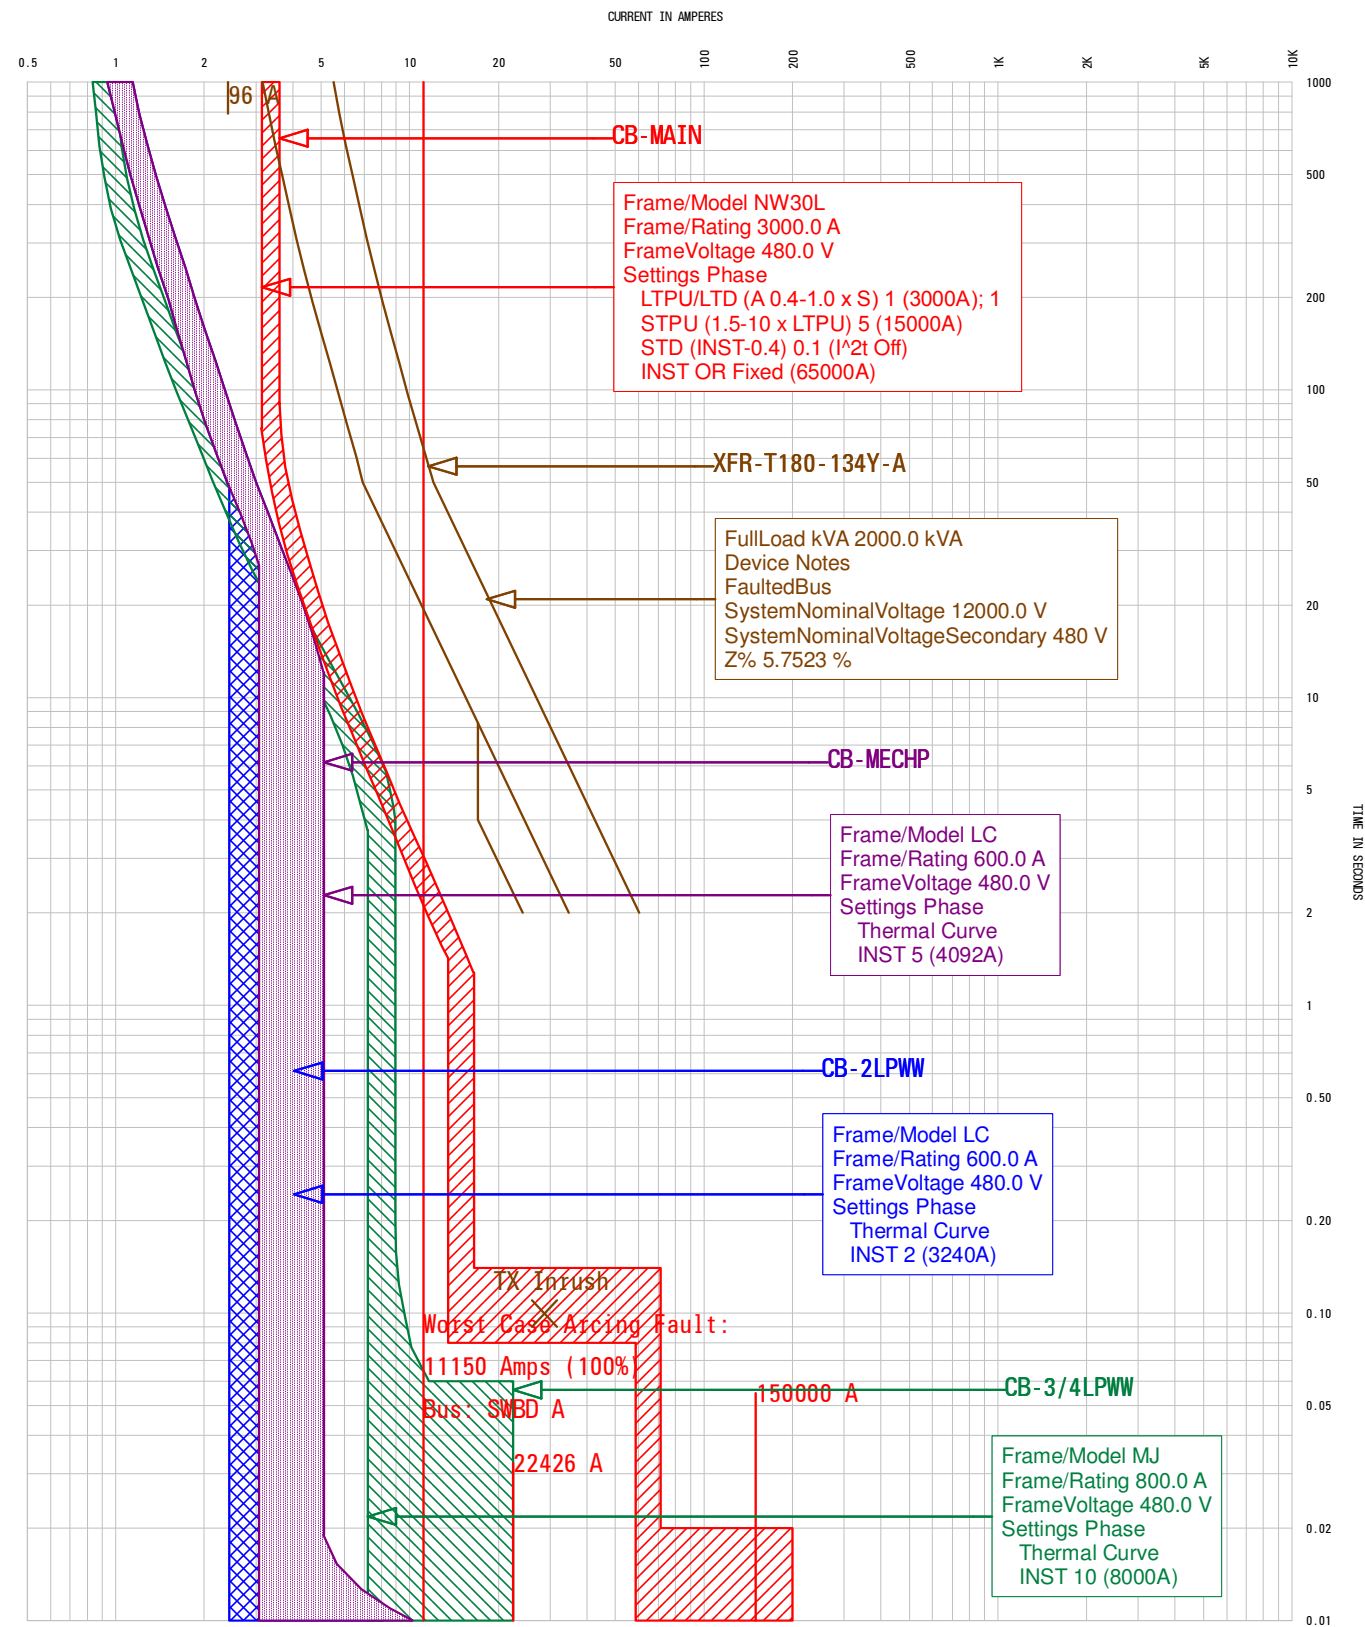 CURRENT IN AMPERES
0.5 1 2 5 10 20 50 100 200 500 1K 2K 5K 10K
1000
96 A
CB-MAIN
500
Frame/Model NW30L
Frame/Rating 3000.0 A
FrameVoltage 480.0 V
Settings Phase
LTPU/LTD (A 0.4-1.0 x S) 1 (3000A); 1
STPU (1.5-10 x LTPU) 5 (15000A)
STD (INST-0.4) 0.1 (I^2t Off)
INST OR Fixed (65000A)
200
100
XFR-T180-134Y-A
50
FullLoad kVA 2000.0 kVA
Device Notes
FaultedBus
SystemNominalVoltage 12000.0 V
SystemNominalVoltageSecondary 480 V
Z% 5.7523 %
20
10
CB-MECHP
5
TIME IN SECONDS
Frame/Model LC
Frame/Rating 600.0 A
FrameVoltage 480.0 V
Settings Phase
Thermal Curve
INST 5 (4092A)
2
1
CB-2LPWW
0.50
Frame/Model LC
Frame/Rating 600.0 A
FrameVoltage 480.0 V
Settings Phase
Thermal Curve
INST 2 (3240A)
0.20
TX Inrush
0.10
Worst Case Arcing Fault:
11150 Amps (100%)
Bus: SWBD A
CB-3/4LPWW
150000 A
0.05
22426 A
Frame/Model MJ
Frame/Rating 800.0 A
FrameVoltage 480.0 V
Settings Phase
Thermal Curve
INST 10 (8000A)
0.02
0.01